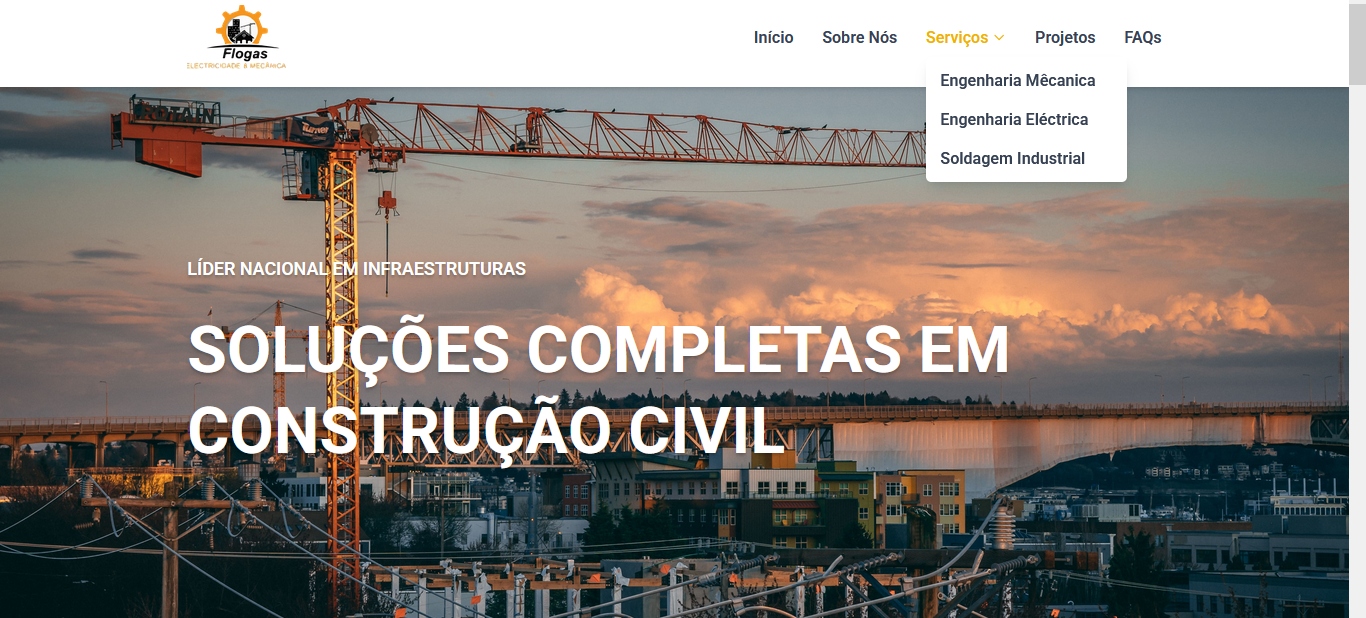 Flogas
ELECTRICIDADE & MECÂNICA
Início
Sobre Nós
Serviços
Projetos
FAQs
Engenharia Mêcanica
Engenharia Eléctrica
Soldagem Industrial
POTAIN
LÍDER NACIONAL EM INFRAESTRUTURAS
SOLUÇÕES COMPLETAS EM
CONSTRUÇÃO CIVIL